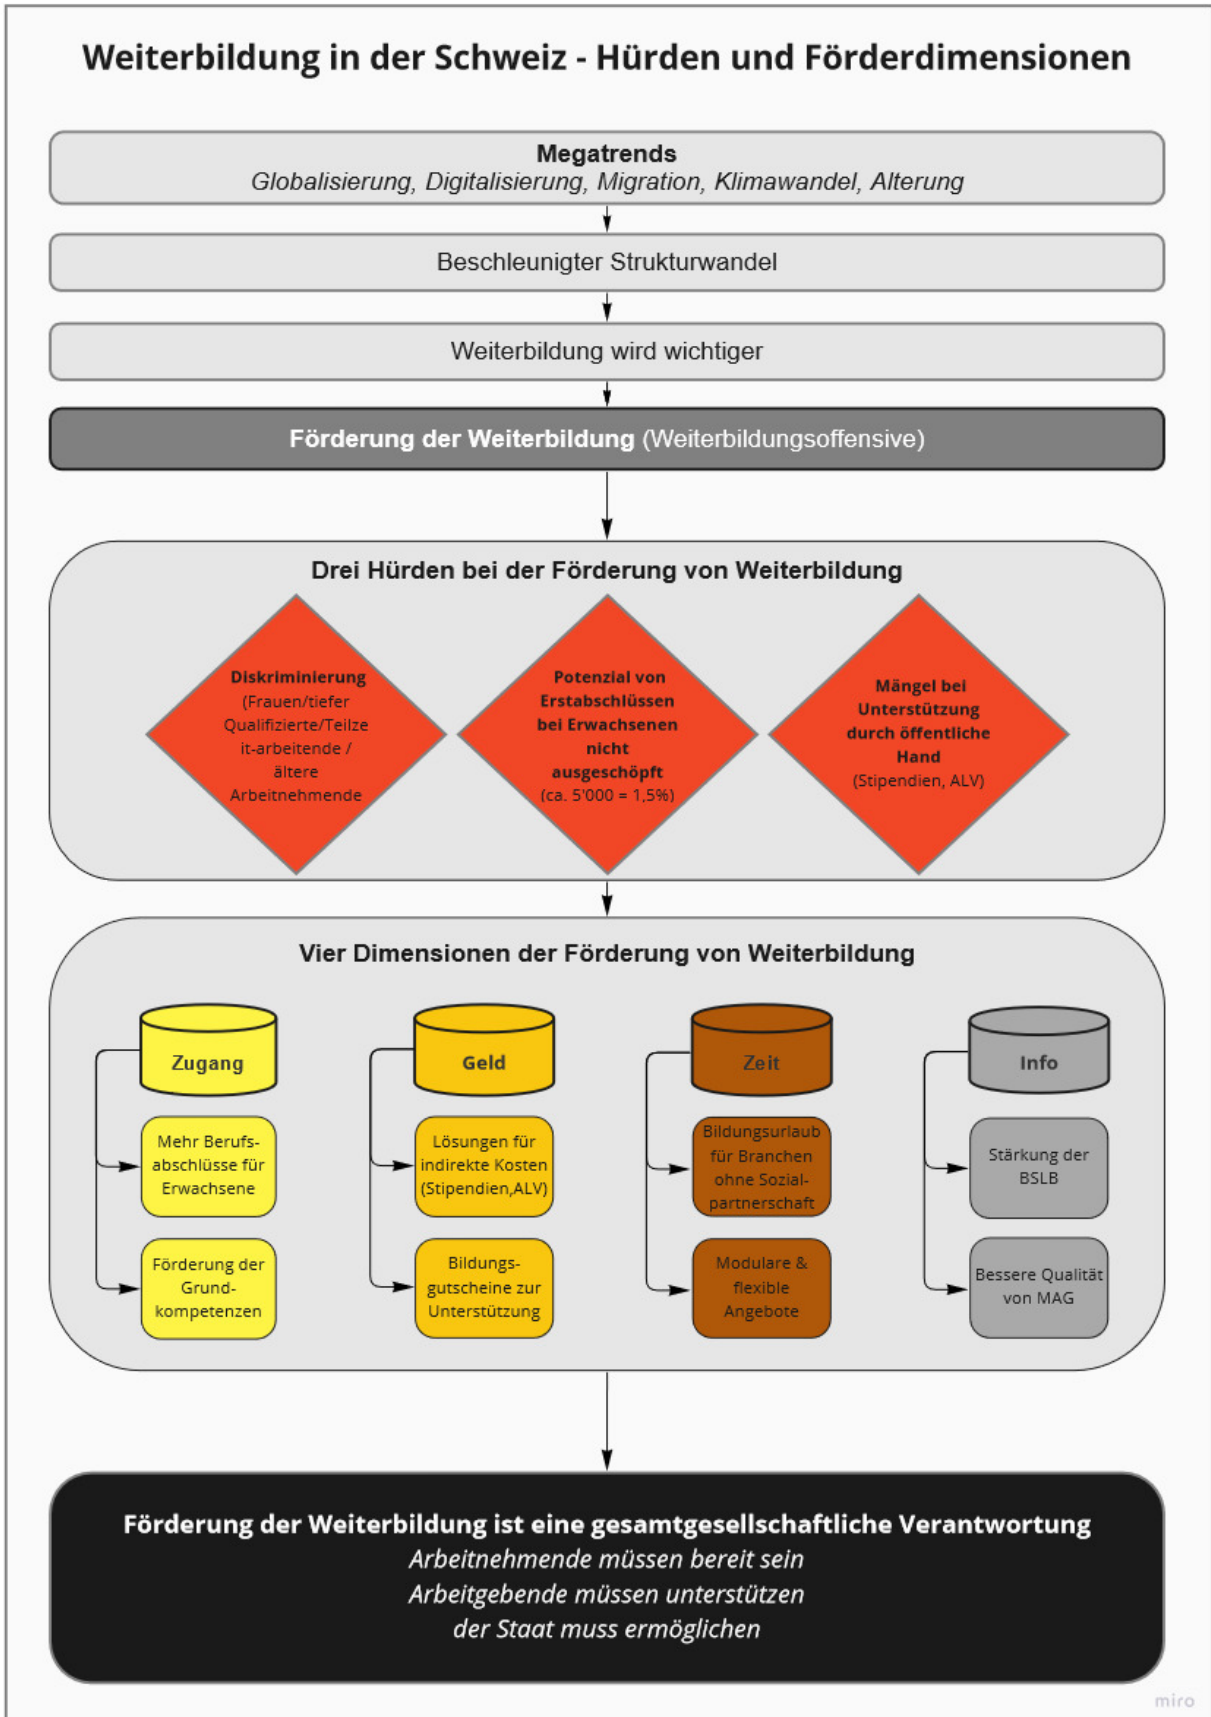 Weiterbildung in der Schweiz - Hürden und Förderdimensionen
Megatrends
Globalisierung, Digitalisierung, Migration, Klimawandel, Alterung
Beschleunigter Strukturwandel
Weiterbildung wird wichtiger
Förderung der Weiterbildung (Weiterbildungsoffensive)
Drei Hürden bei der Förderung von Weiterbildung
Diskriminierung
(Frauen/tiefer
Qualifizierte/Teilze
it-arbeitende /
ältere
Arbeitnehmende
Potenzial von
Erstabschlüssen
bei Erwachsenen
nicht
ausgeschöpft
(ca. 5'000 = 1,5%)
Mängel bei
Unterstützung
durch öffentliche
Hand
(Stipendien, ALV)
Vier Dimensionen der Förderung von Weiterbildung
Zugang
Mehr Berufs-
abschlüsse für
Erwachsene
Förderung der
Grund-
kompetenzen
Geld
Lösungen für
indirekte Kosten
(Stipendien,ALV)
Bildungs-
gutscheine zur
Unterstützung
Zeit
Bildungsurlaub
für Branchen
ohne Sozial-
partnerschaft
Modulare &
flexible
Angebote
Info
Stärkung der
BSLB
Bessere Qualität
von MAG
Förderung der Weiterbildung ist eine gesamtgesellschaftliche Verantwortung
Arbeitnehmende müssen bereit sein
Arbeitgebende müssen unterstützen
der Staat muss ermöglichen
miro